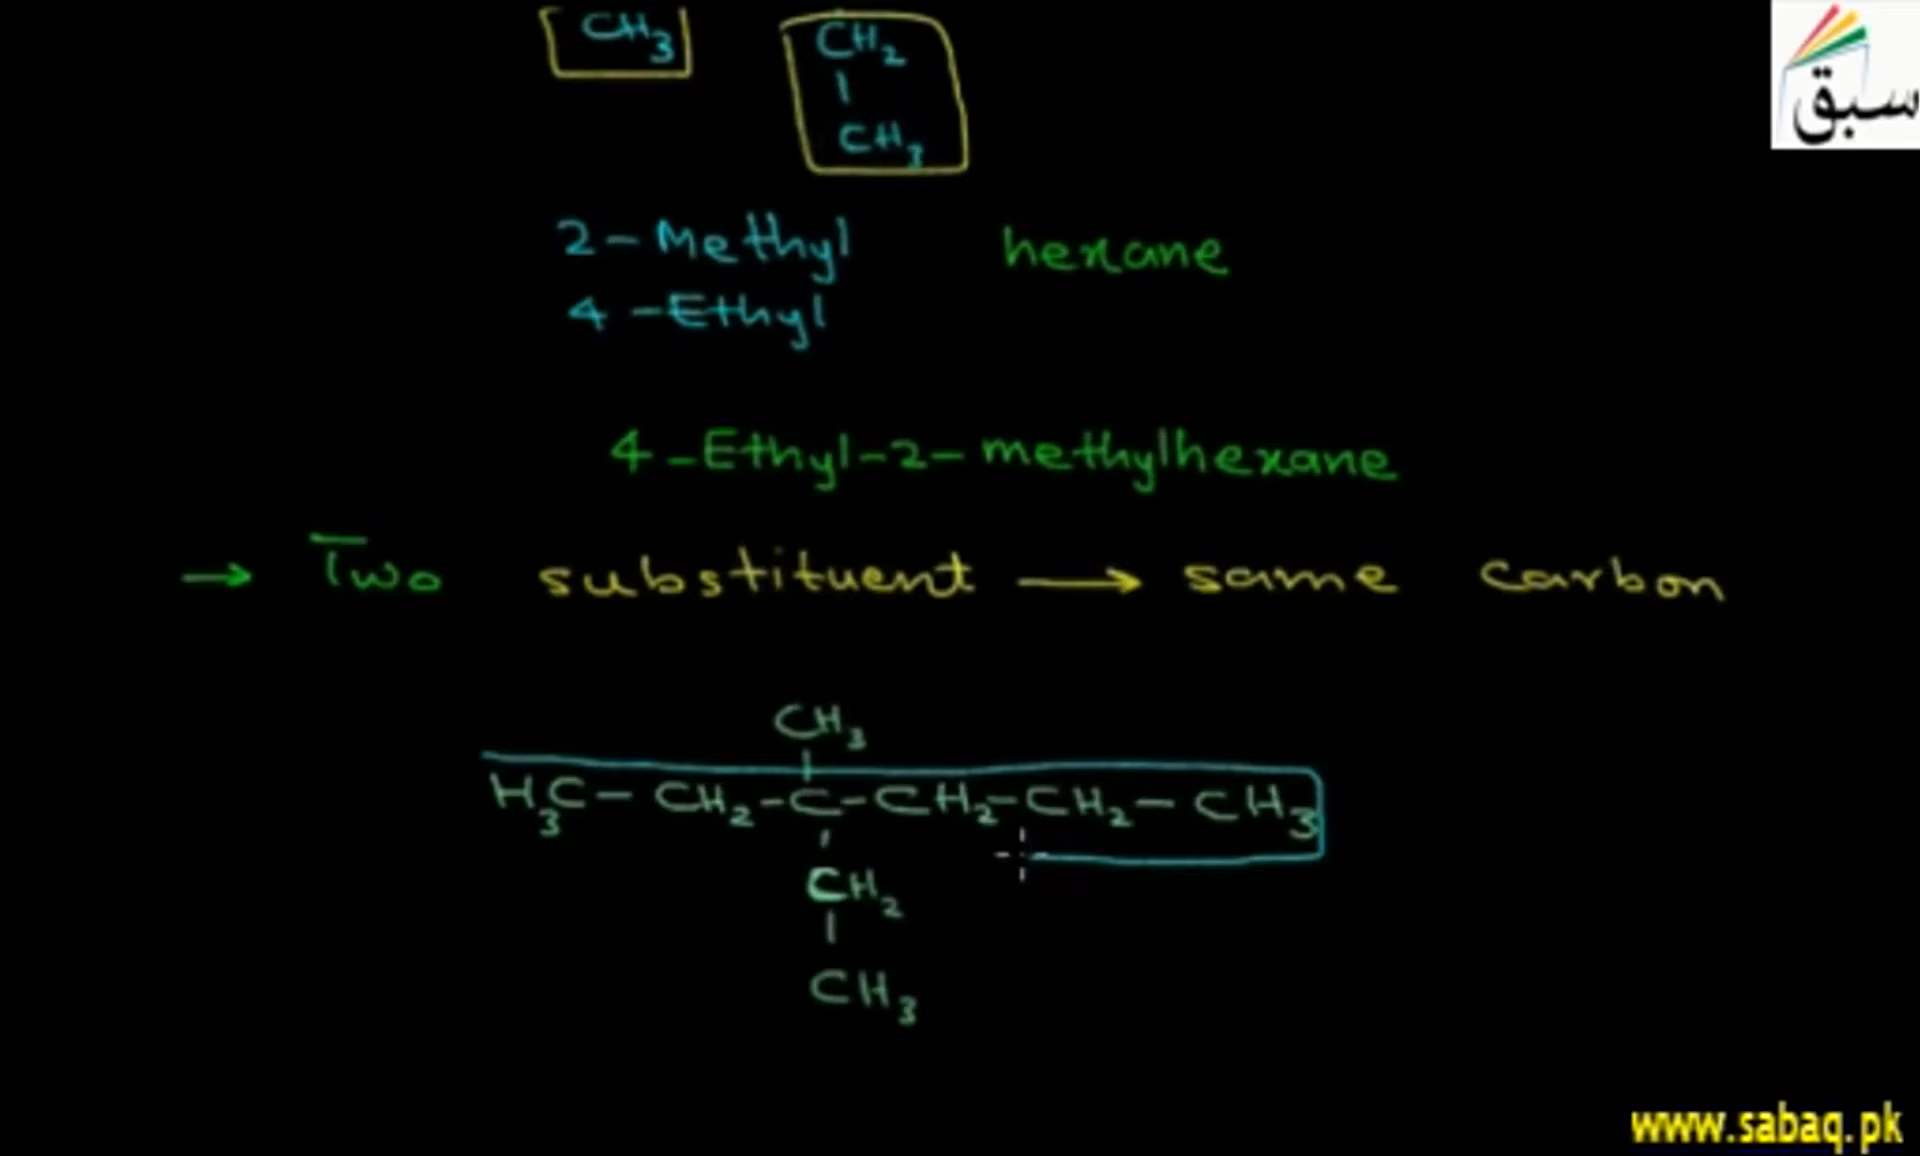 CH3 CH2
CH3
سبق
2-Methyl hexane
4-Ethyl
4-Ethyl-2-methylhexane
→ Two substituent → same carbon
CH3
H3C-CH2-C-CH2-CH2-CH3
CH2
CH3
www.sabaq.pk